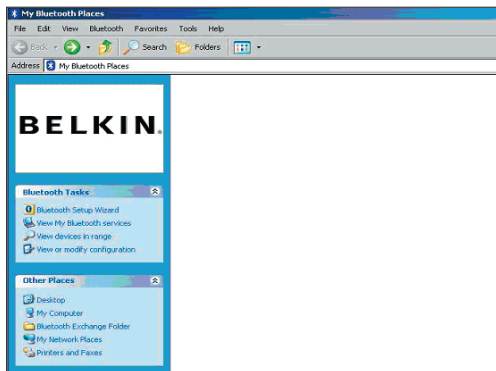 My Bluetooth Places
File Edit View Bluetooth Favorites Tools Help
Back Search Folders
Address My Bluetooth Places
BELKIN.
Bluetooth Tasks
Bluetooth Setup Wizard
View My Bluetooth services
View devices in range
View or modify configuration
Other Places
Desktop
My Computer
Bluetooth Exchange Folder
My Network Places
Printers and Faxes